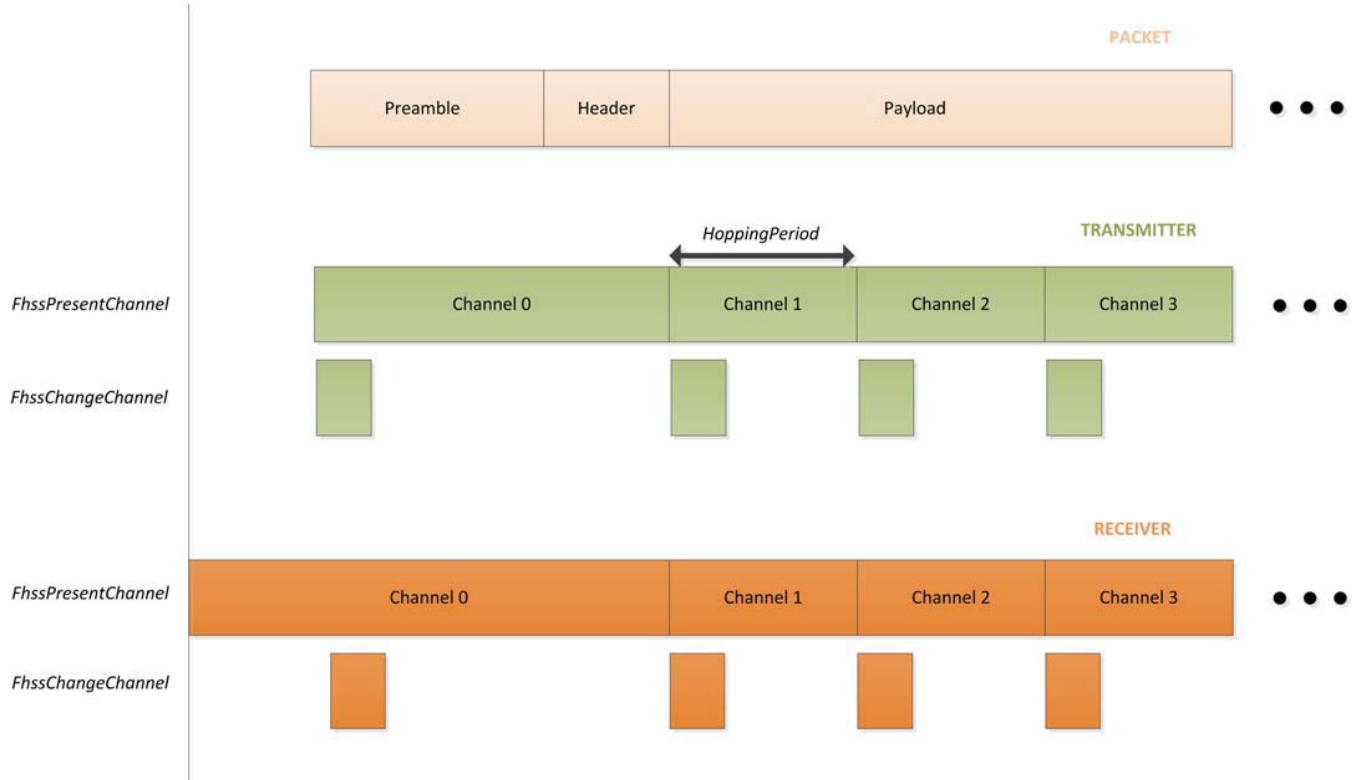 PACKET
Preamble
Header
Payload
TRANSMITTER
HoppingPeriod
FhssPresentChannel
Channel 0
Channel 1
Channel 2
Channel 3
FhssChangeChannel
RECEIVER
FhssPresentChannel
Channel 0
Channel 1
Channel 2
Channel 3
FhssChangeChannel